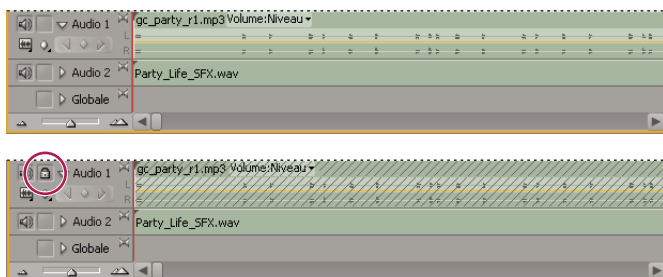 Audio 1 gc_party_r1.mp3 Volume:Niveau
L
R
Audio 2 Party_Life_SFX.wav
Globale
Audio 1 gc_party_r1.mp3 Volume:Niveau
L
R
Audio 2 Party_Life_SFX.wav
Globale